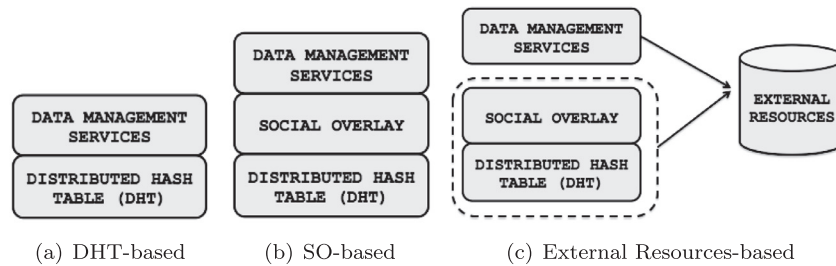 DATA MANAGEMENT
SERVICES
DISTRIBUTED HASH
TABLE (DHT)
(a) DHT-based
DATA MANAGEMENT
SERVICES
SOCIAL OVERLAY
DISTRIBUTED HASH
TABLE (DHT)
(b) SO-based
DATA MANAGEMENT
SERVICES
SOCIAL OVERLAY
DISTRIBUTED HASH
TABLE (DHT)
EXTERNAL
RESOURCES
(c) External Resources-based